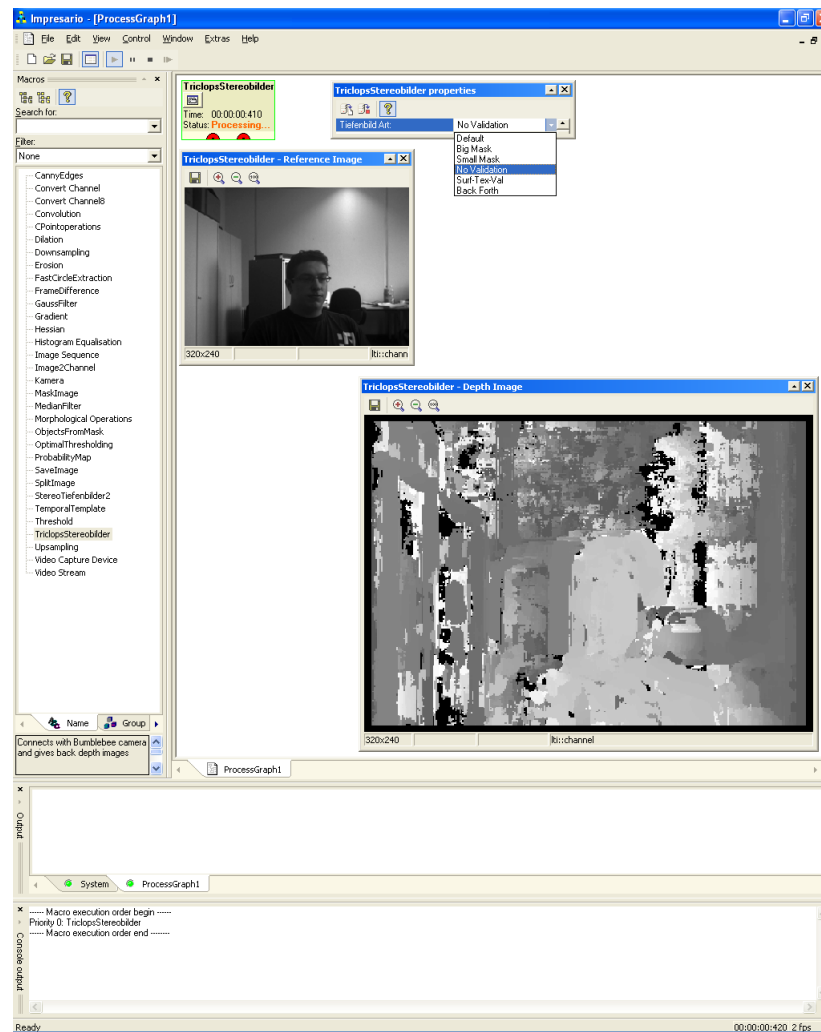 Impresario - [ProcessGraph1]
File Edit View Control Window Extras Help
Macros
Search for:
Filter:
None
CannyEdges
Convert Channel
Convert Channel8
Convolution
CPointoperations
Dilation
Downsampling
Erosion
FastCircleExtraction
FrameDifference
GaussFilter
Gradient
Hessian
Histogram Equalisation
Image Sequence
Image2Channel
Kamera
MaskImage
MedianFilter
Morphological Operations
ObjectsFromMask
OptimalThresholding
ProbabilityMap
SaveImage
SplitImage
StereoTiefenbilder2
TemporalTemplate
Threshold
TriclopsStereobilder
Upsampling
Video Capture Device
Video Stream
Name Group
Connects with Bumblebee camera
and gives back depth images
TriclopsStereobilder
Time: 00:00:00:410
Status: Processing...
TriclopsStereobilder properties
Tiefenbild Art: No Validation
Default
Big Mask
Small Mask
No Validation
Surf-Tex-Val
Back Forth
TriclopsStereobilder - Reference Image
320x240 lti::chann
TriclopsStereobilder - Depth Image
320x240 lti::channel
ProcessGraph1
Output
System ProcessGraph1
Console output
------ Macro execution order begin ------
Priority 0: TriclopsStereobilder
------ Macro execution order end --------
Ready 00:00:00:420 2 fps